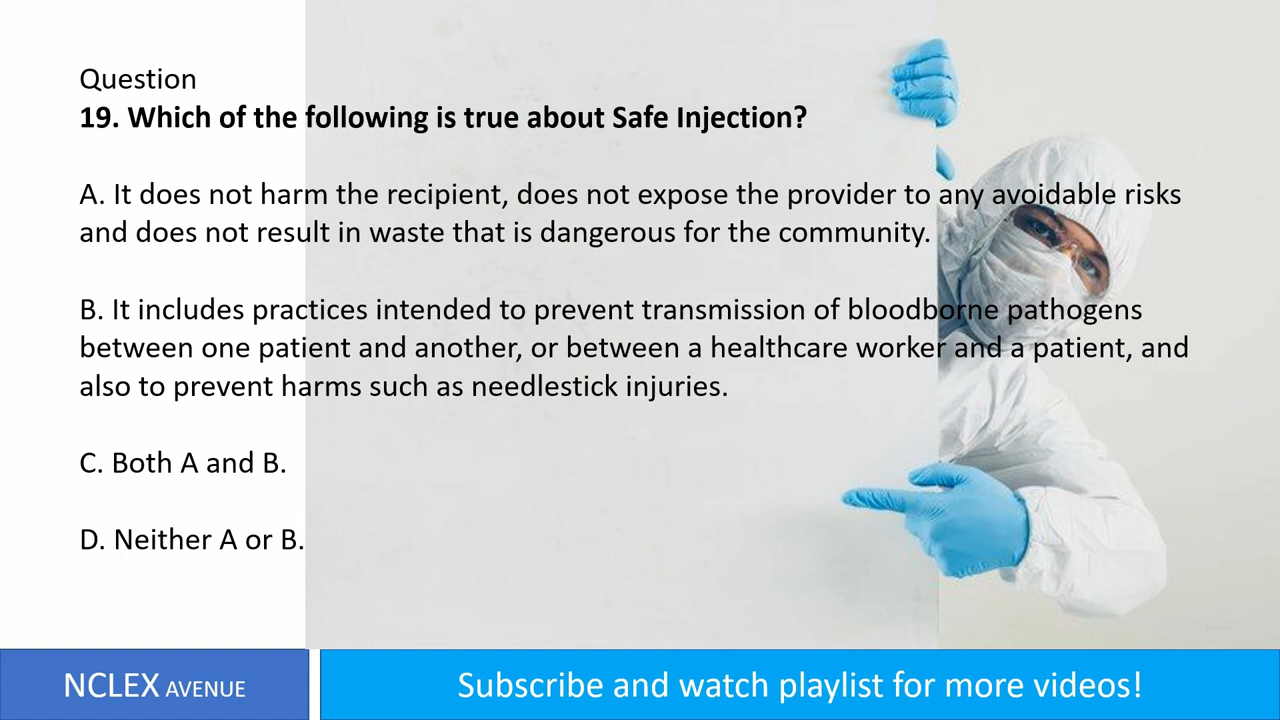 Question
19. Which of the following is true about Safe Injection?
A. It does not harm the recipient, does not expose the provider to any avoidable risks
and does not result in waste that is dangerous for the community.
B. It includes practices intended to prevent transmission of bloodborne pathogens
between one patient and another, or between a healthcare worker and a patient, and
also to prevent harms such as needlestick injuries.
C. Both A and B.
D. Neither A or B.
NCLEX AVENUE
Subscribe and watch playlist for more videos!